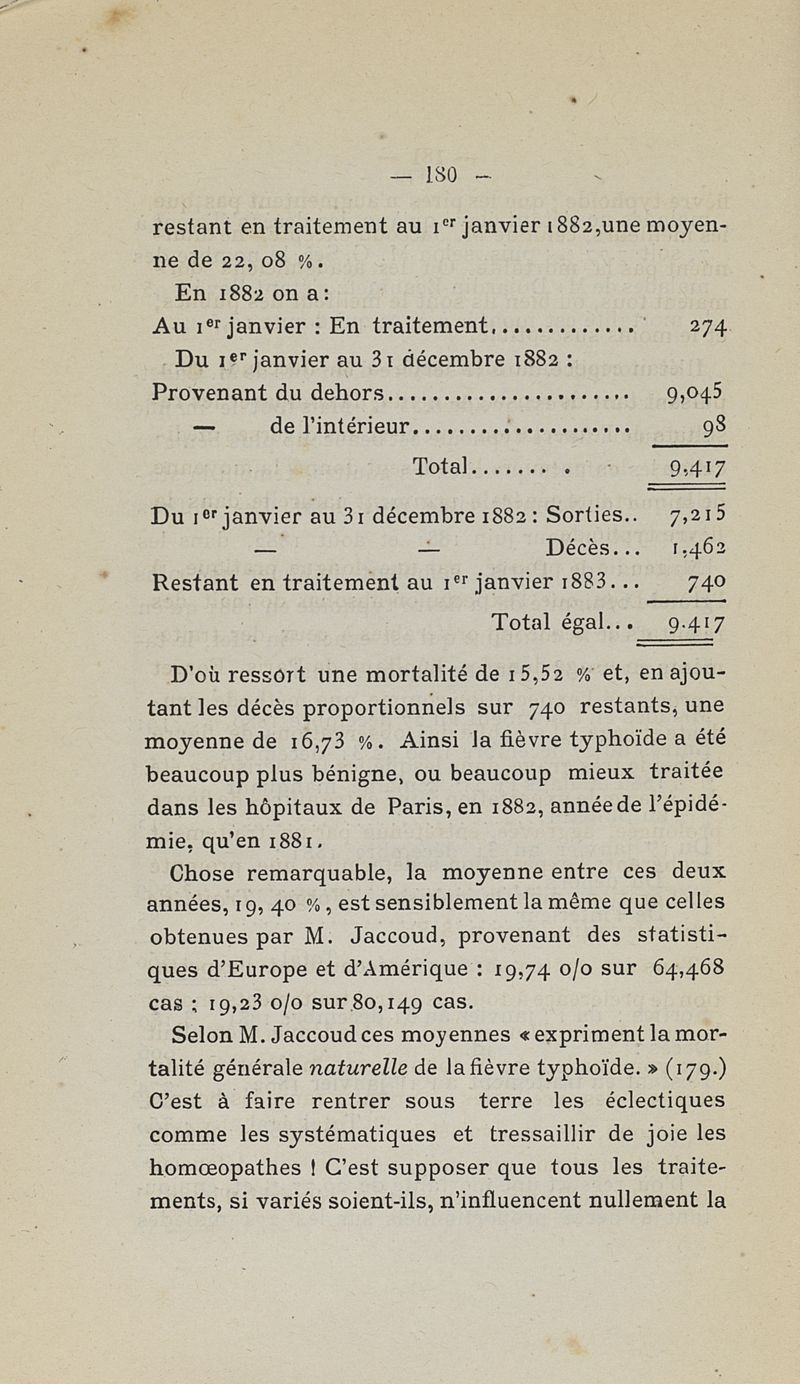 — 180 —
restant en traitement au 1er janvier 1882,une moyen-
ne de 22, 08 %.
En 1882 on a:
Au 1er janvier : En traitement.............. 274
Du 1er janvier au 31 décembre 1882 :
Provenant du dehors........................ 9,045
— de l'intérieur........................ 98
Total........ . 9,417
Du 1er janvier au 31 décembre 1882 : Sorties.. 7,215
— — Décès... 1,462
Restant en traitement au 1er janvier 1883... 740
Total égal... 9.417
D'où ressort une mortalité de 15,52 % et, en ajou-
tant les décès proportionnels sur 740 restants, une
moyenne de 16,73 %. Ainsi la fièvre typhoïde a été
beaucoup plus bénigne, ou beaucoup mieux traitée
dans les hôpitaux de Paris, en 1882, année de l'épidé-
mie, qu'en 1881.
Chose remarquable, la moyenne entre ces deux
années, 19, 40 %, est sensiblement la même que celles
obtenues par M. Jaccoud, provenant des statisti-
ques d'Europe et d'Amérique : 19,74 o/o sur 64,468
cas ; 19,23 o/o sur 80,149 cas.
Selon M. Jaccoud ces moyennes « expriment la mor-
talité générale naturelle de la fièvre typhoïde. » (179.)
C'est à faire rentrer sous terre les éclectiques
comme les systématiques et tressaillir de joie les
homœopathes ! C'est supposer que tous les traite-
ments, si variés soient-ils, n'influencent nullement la